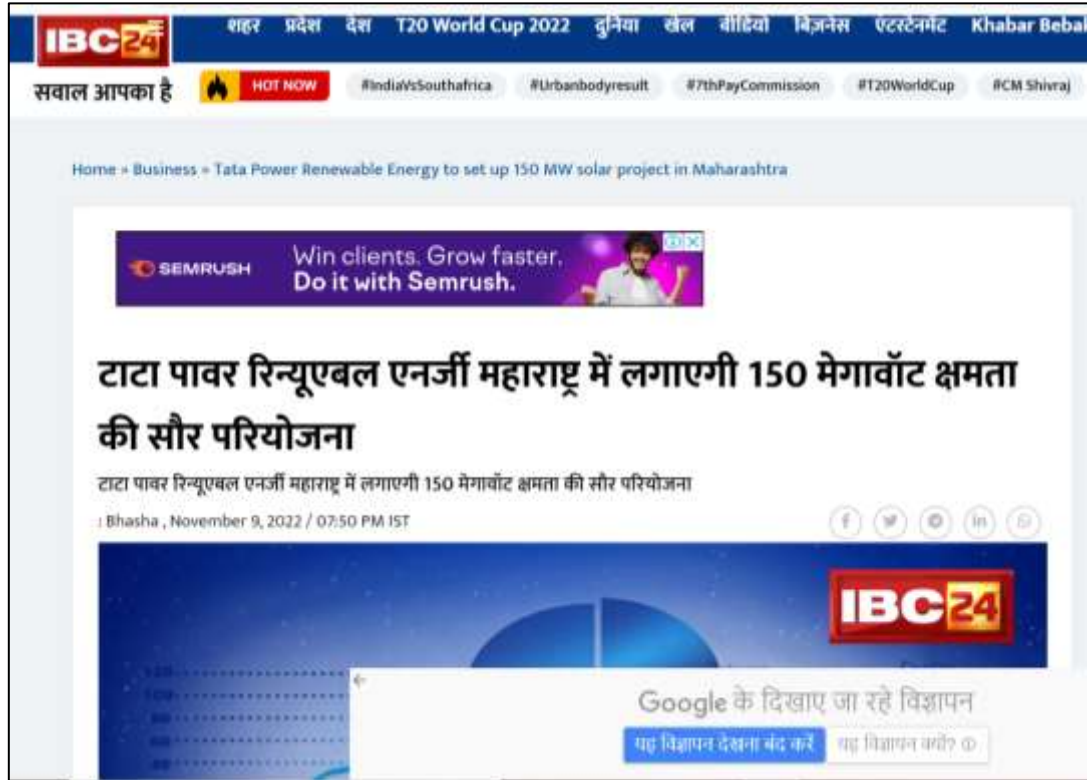 IBC24
शहर प्रदेश देश T20 World Cup 2022 दुनिया खेल वीडियो बिज़नेस एंटरटेनमेंट Khabar Bebak
सवाल आपका है
HOT NOW #IndiaVsSouthafrica #Urbanbodyresult #7thPayCommission #T20WorldCup #CM Shivraj
Home » Business » Tata Power Renewable Energy to set up 150 MW solar project in Maharashtra
SEMRUSH
Win clients. Grow faster.
Do it with Semrush.
टाटा पावर रिन्यूएबल एनर्जी महाराष्ट्र में लगाएगी 150 मेगावॉट क्षमता
की सौर परियोजना
टाटा पावर रिन्यूएबल एनर्जी महाराष्ट्र में लगाएगी 150 मेगावॉट क्षमता की सौर परियोजना
: Bhasha , November 9, 2022 / 07:50 PM IST
IBC24
Google के दिखाए जा रहे विज्ञापन
यह विज्ञापन देखना बंद करें यह विज्ञापन क्यों?